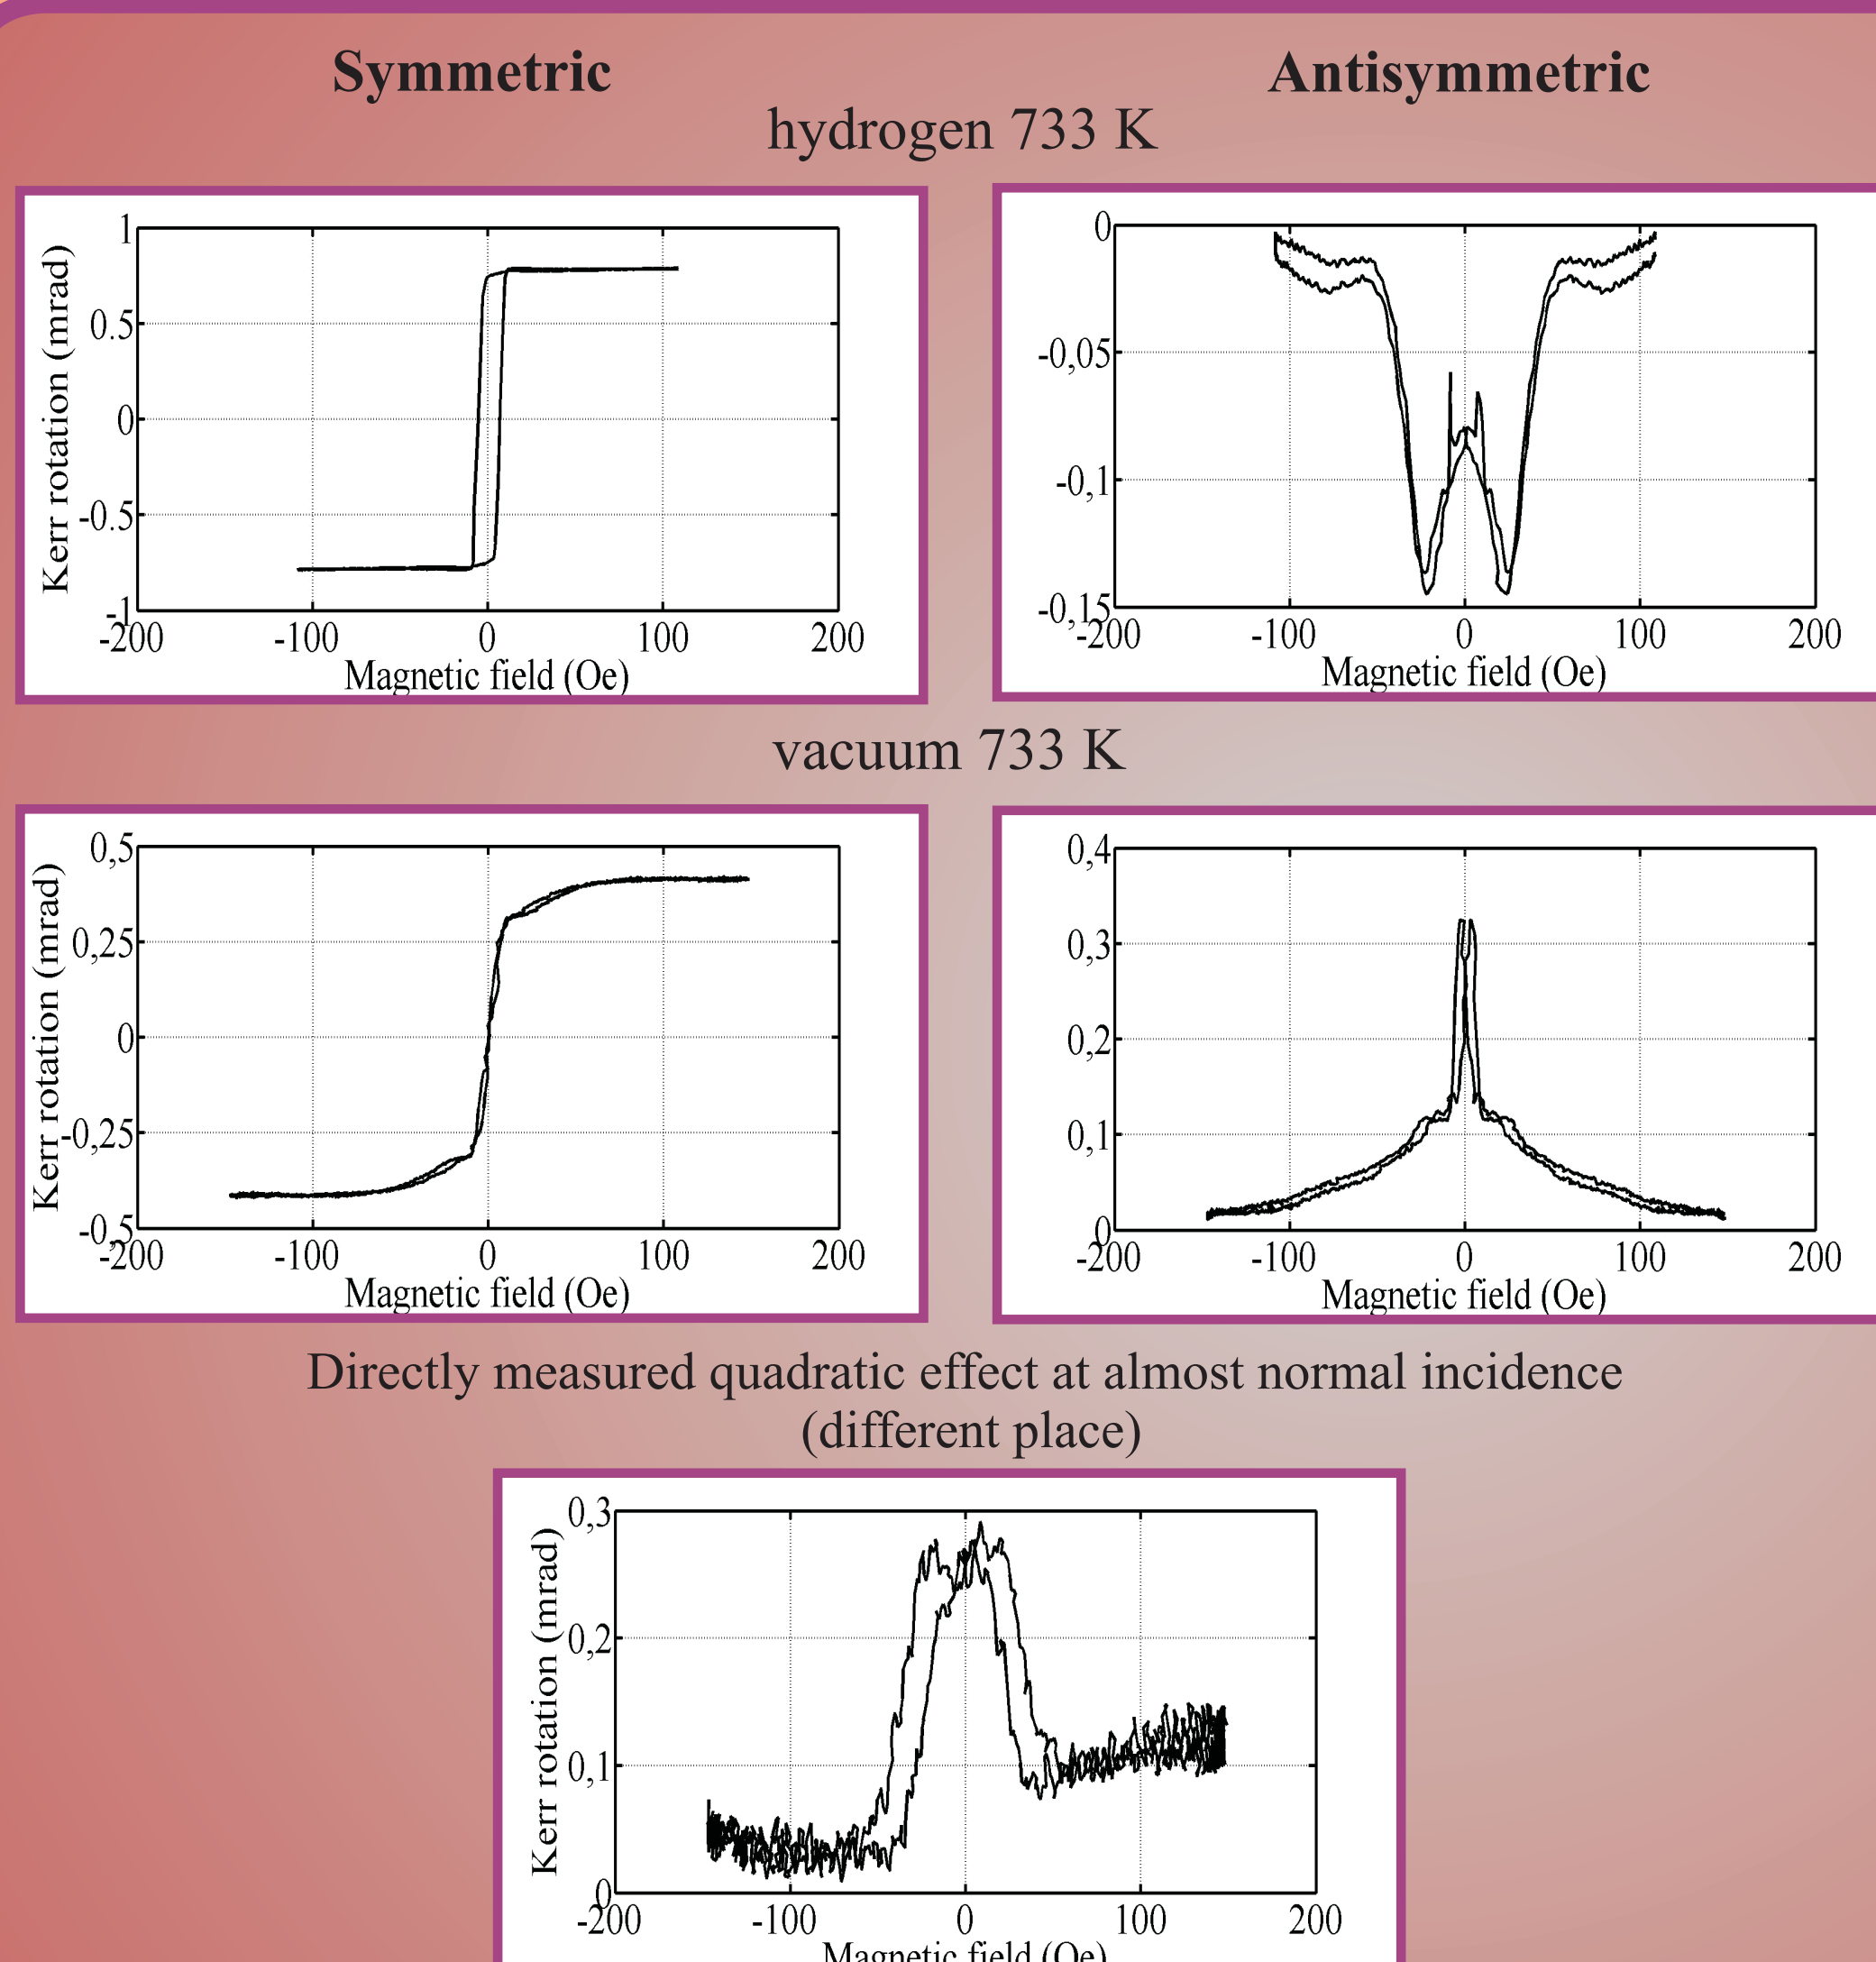 Symmetric
Antisymmetric
hydrogen 733 K
Kerr rotation (mrad)
1
0.5
0
-0.5
-1
-200 -100 0 100 200
Magnetic field (Oe)
0
-0,05
-0,1
-0,15
-200 -100 0 100 200
Magnetic field (Oe)
vacuum 733 K
Kerr rotation (mrad)
0,5
0,25
0
-0,25
-0,5
-200 -100 0 100 200
Magnetic field (Oe)
0,4
0,3
0,2
0,1
0
-200 -100 0 100 200
Magnetic field (Oe)
Directly measured quadratic effect at almost normal incidence
(different place)
Kerr rotation (mrad)
0,3
0,2
0,1
0
-200 -100 0 100 200
Magnetic field (Oe)